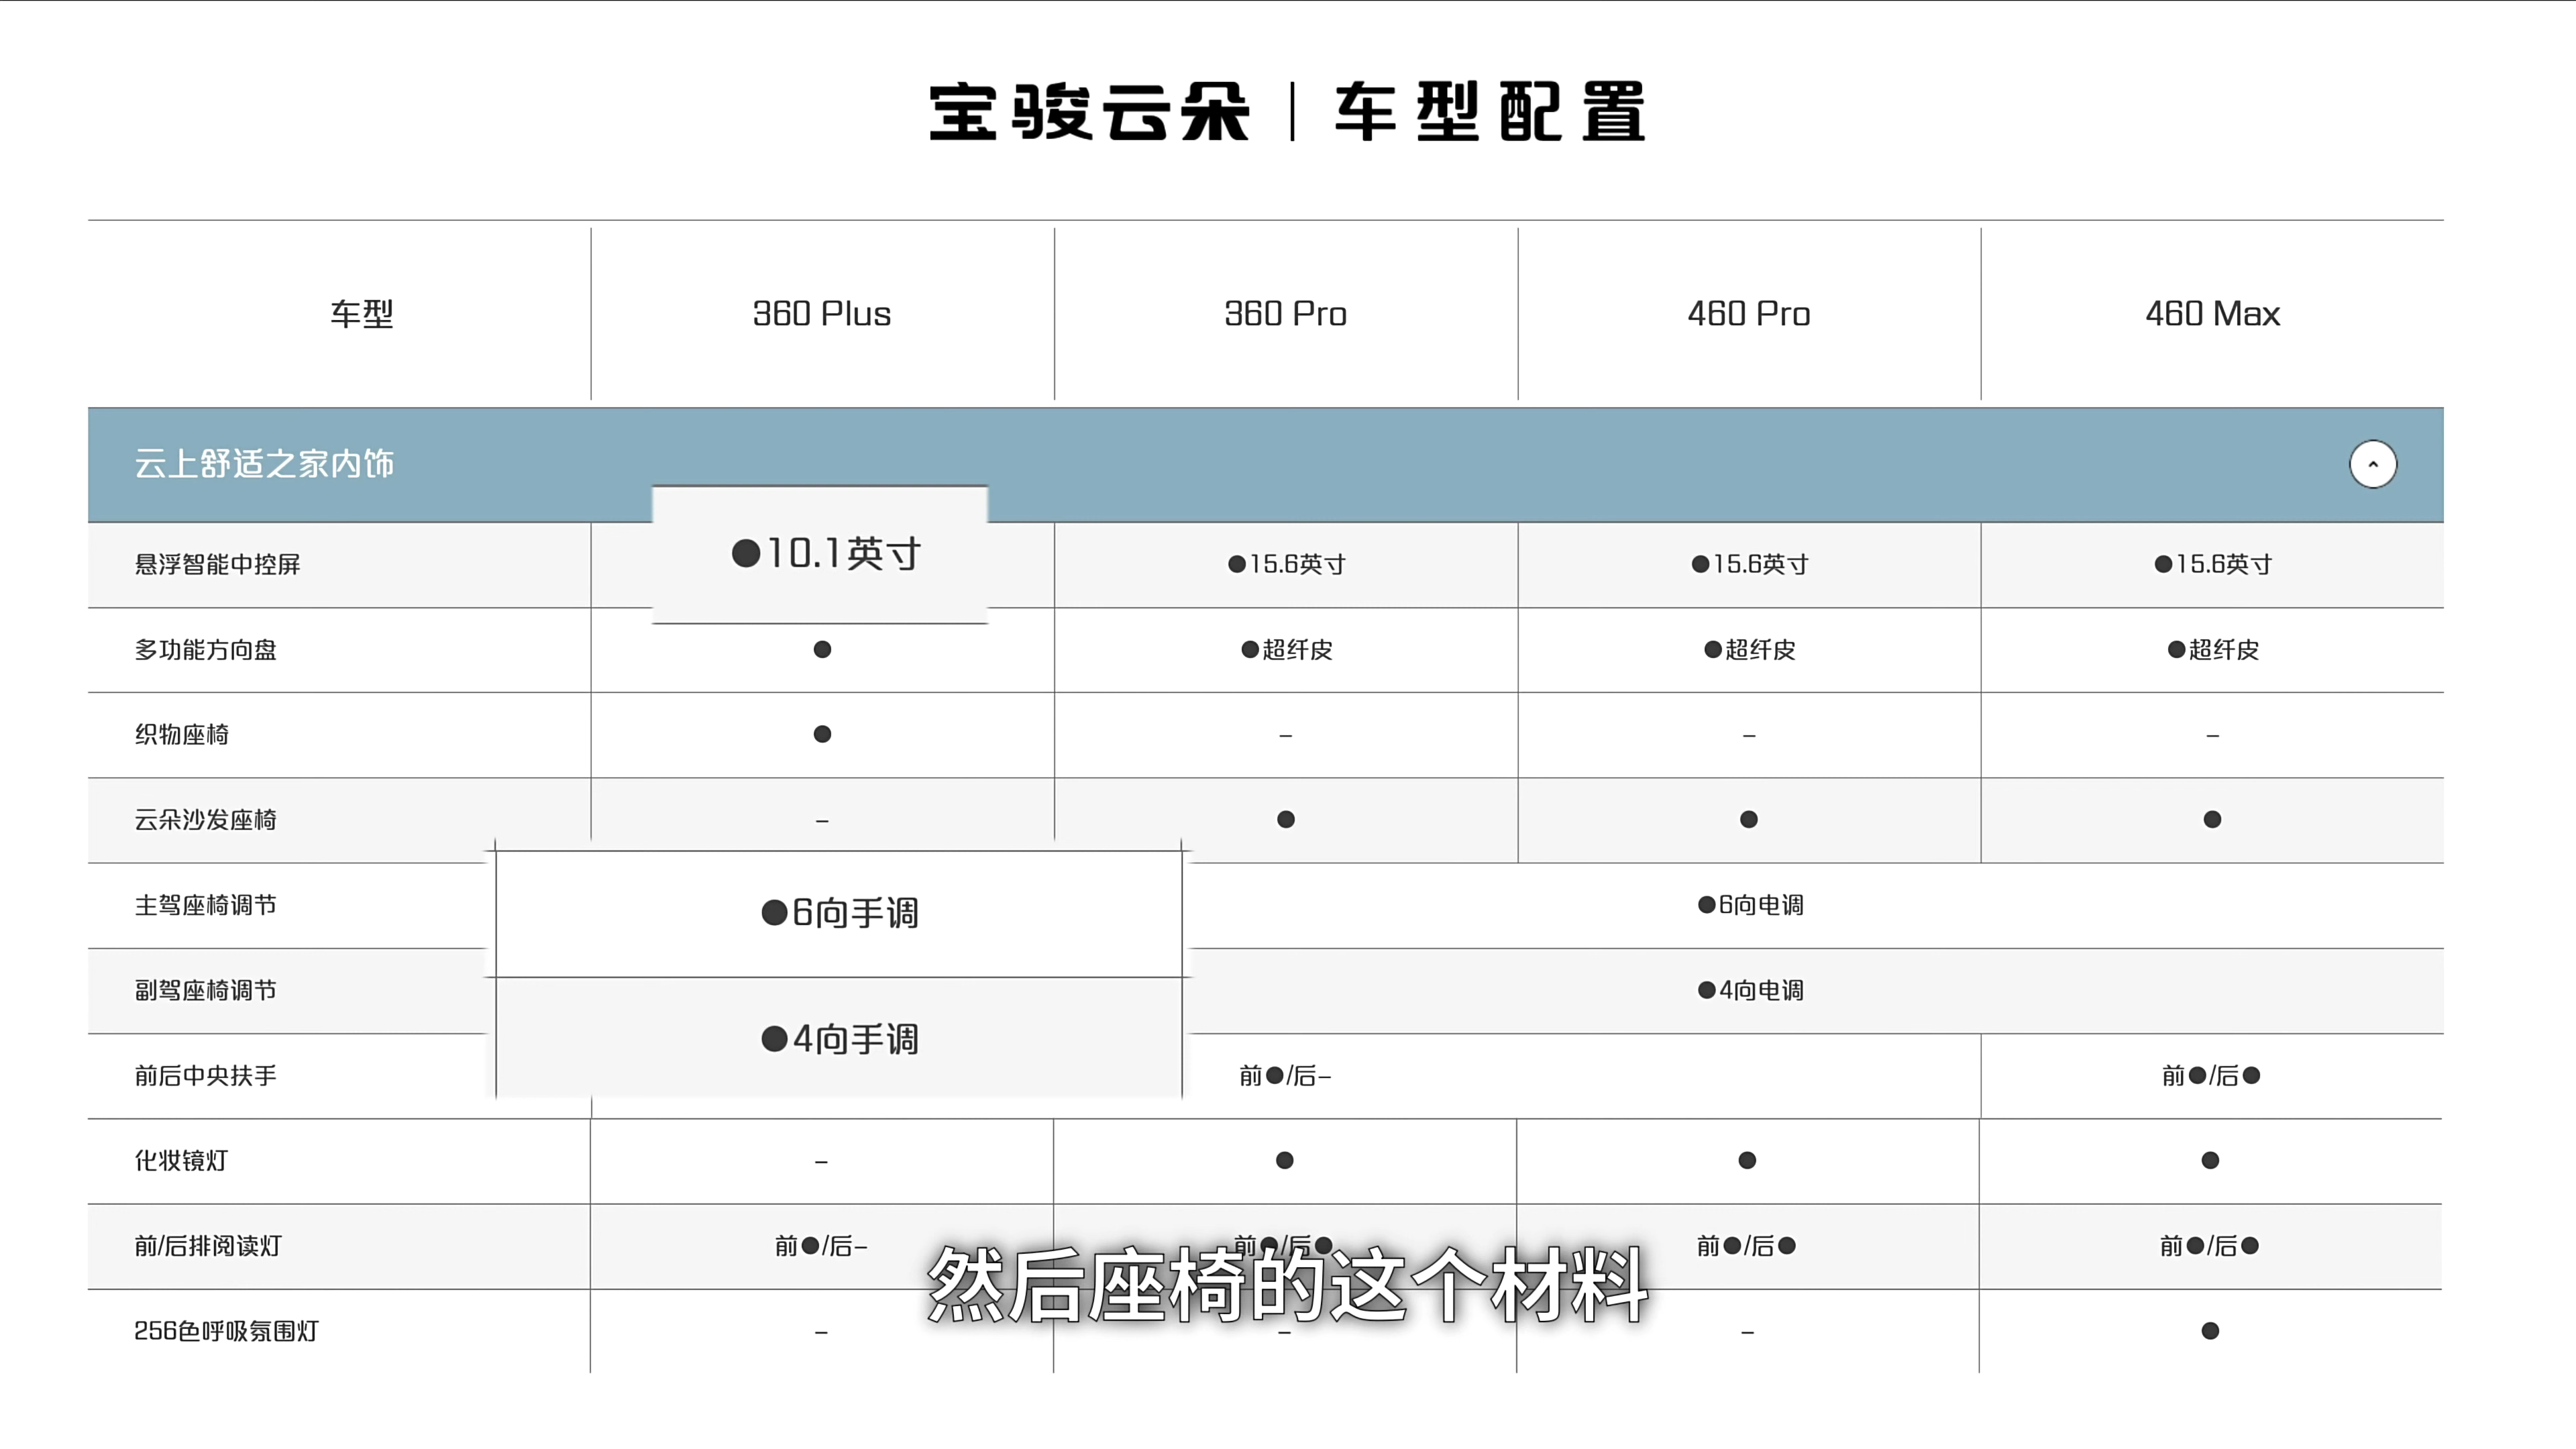 宝骏云朵｜车型配置
车型 360 Plus 360 Pro 460 Pro 460 Max
云上舒适之家内饰
悬浮智能中控屏 ●10.1英寸 ●15.6英寸 ●15.6英寸 ●15.6英寸
多功能方向盘 ● ●超纤皮 ●超纤皮 ●超纤皮
织物座椅 ● – – –
云朵沙发座椅 – ● ● ●
主驾座椅调节 ●6向手调 ●6向电调
副驾座椅调节 ●4向手调 ●4向电调
前后中央扶手 前●/后– 前●/后●
化妆镜灯 – ● ● ●
前/后排阅读灯 前●/后– 前●/后● 前●/后● 前●/后●
然后座椅的这个材料
256色呼吸氛围灯 – – – ●